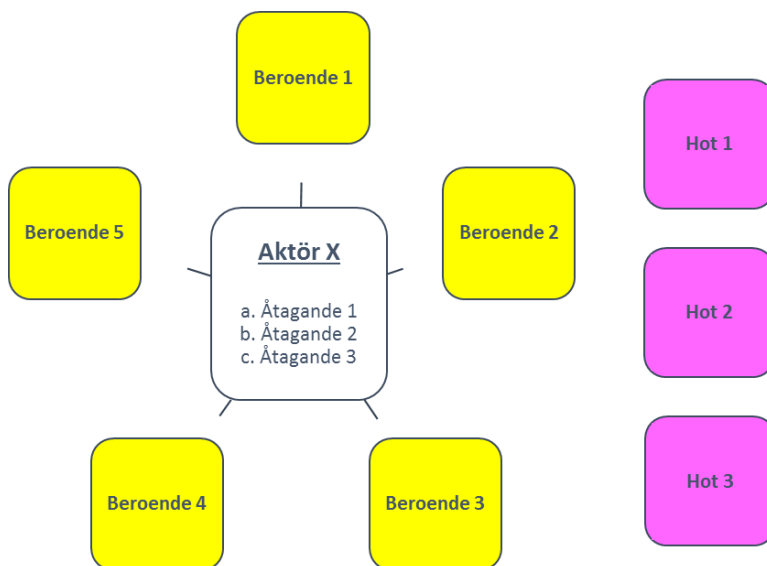 Beroende 1
Hot 1
Beroende 5
Beroende 2
Aktör X
a. Åtagande 1
b. Åtagande 2
c. Åtagande 3
Hot 2
Beroende 4
Beroende 3
Hot 3